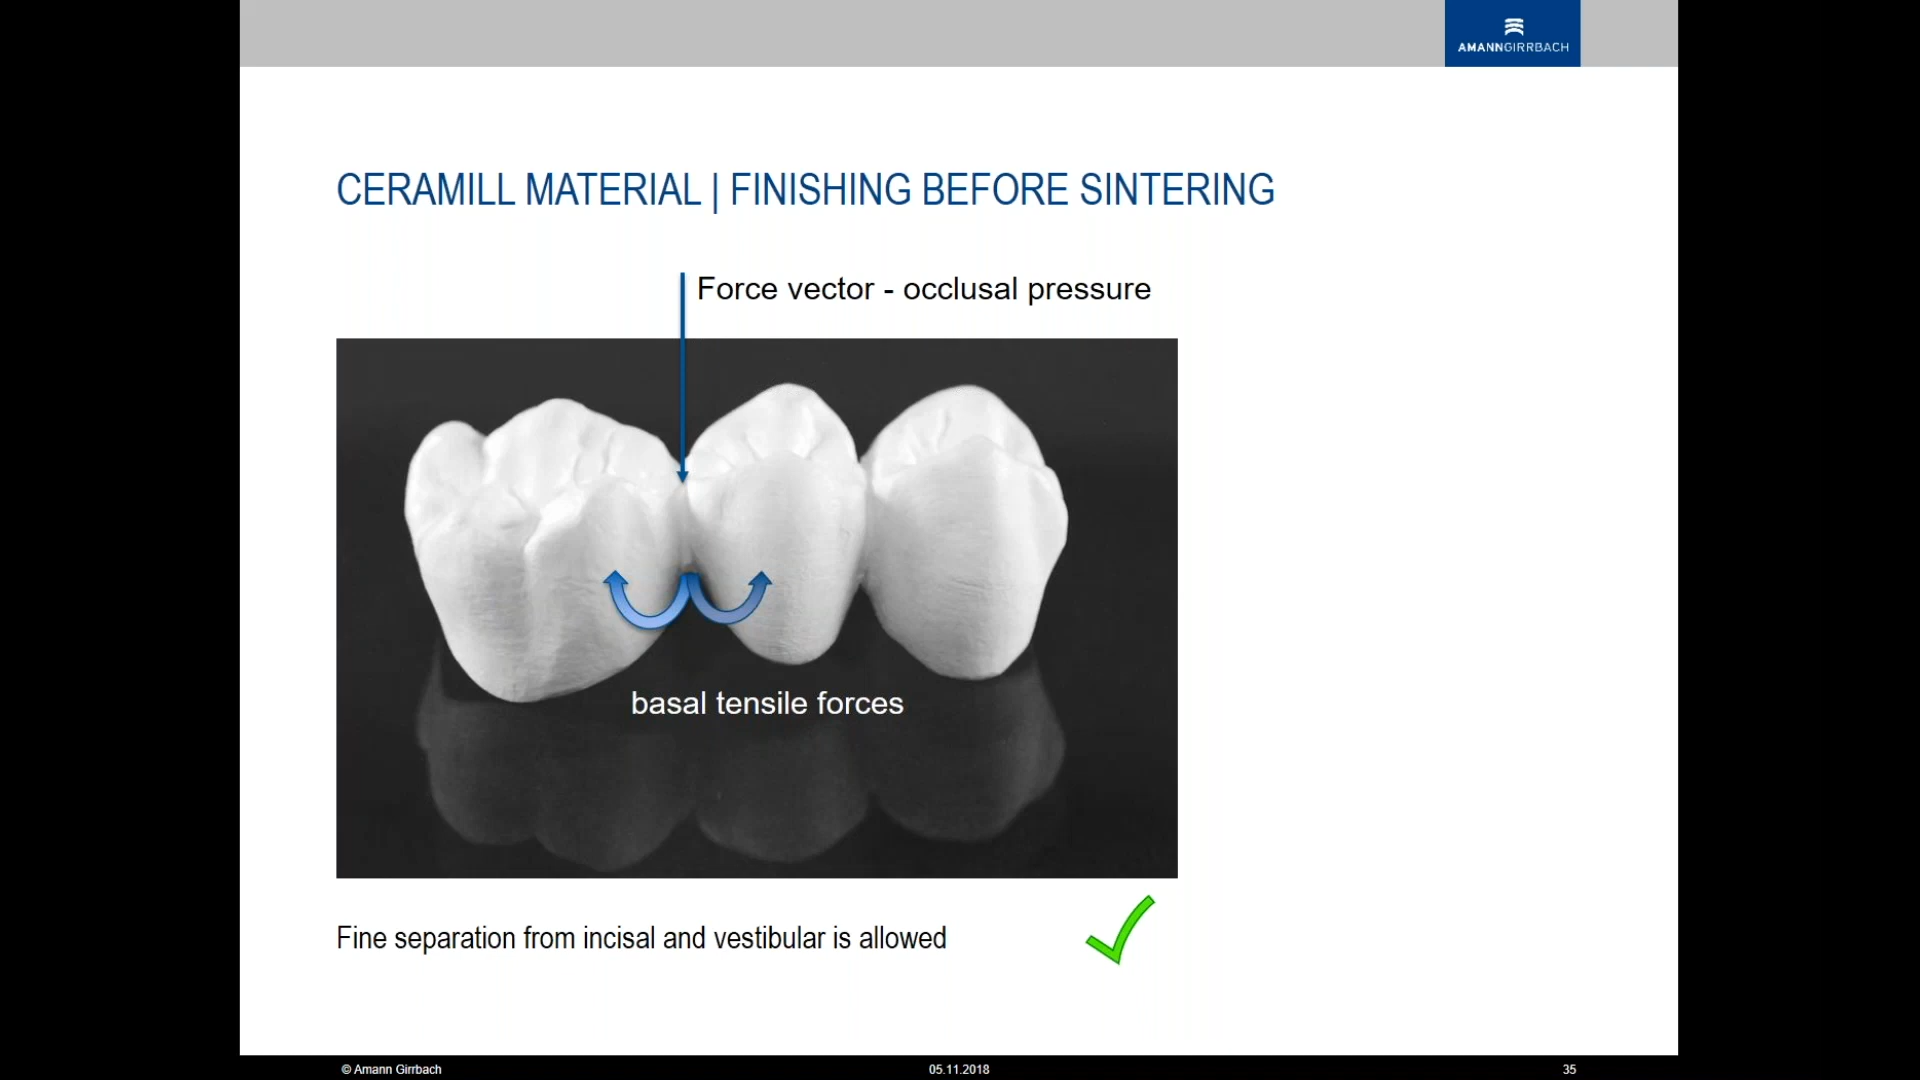 AMANNGIRRBACH
CERAMILL MATERIAL | FINISHING BEFORE SINTERING
Force vector - occlusal pressure
basal tensile forces
Fine separation from incisal and vestibular is allowed
© Amann Girrbach 05.11.2018 35